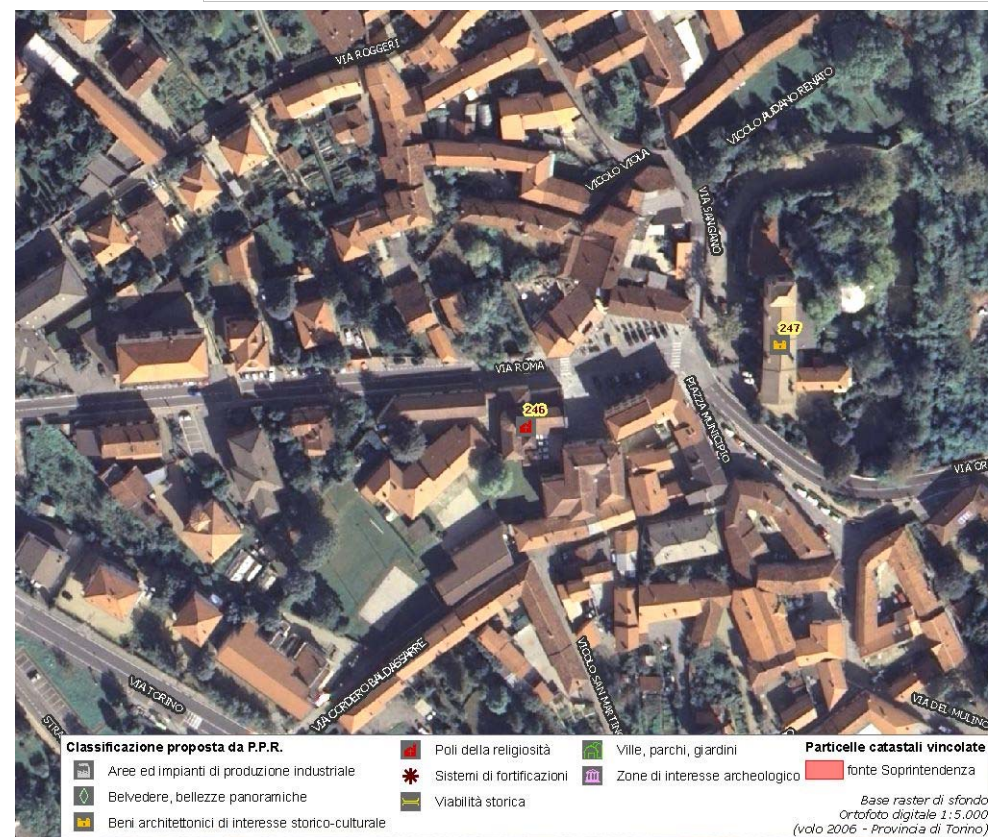 VIA ROGGERI
VICOLO AUDANO RENATO
VICOLO VIOLA
VIA SANGANO
247
VIA ROMA
246
PIAZZA MUNICIPIO
VIA OR
VIA TORINO
VIA CORDERO BALDASSARRE
VICOLO SAN MARTINO
VIA DEL MULINO
STRA
Classificazione proposta da P.P.R.
Aree ed impianti di produzione industriale
Belvedere, bellezze panoramiche
Beni architettonici di interesse storico-culturale
Poli della religiosità
Sistemi di fortificazioni
Viabilità storica
Ville, parchi, giardini
Zone di interesse archeologico
Particelle catastali vincolate
fonte Soprintendenza
Base raster di sfondo
Ortofoto digitale 1:5.000
(volo 2006 - Provincia di Torino)